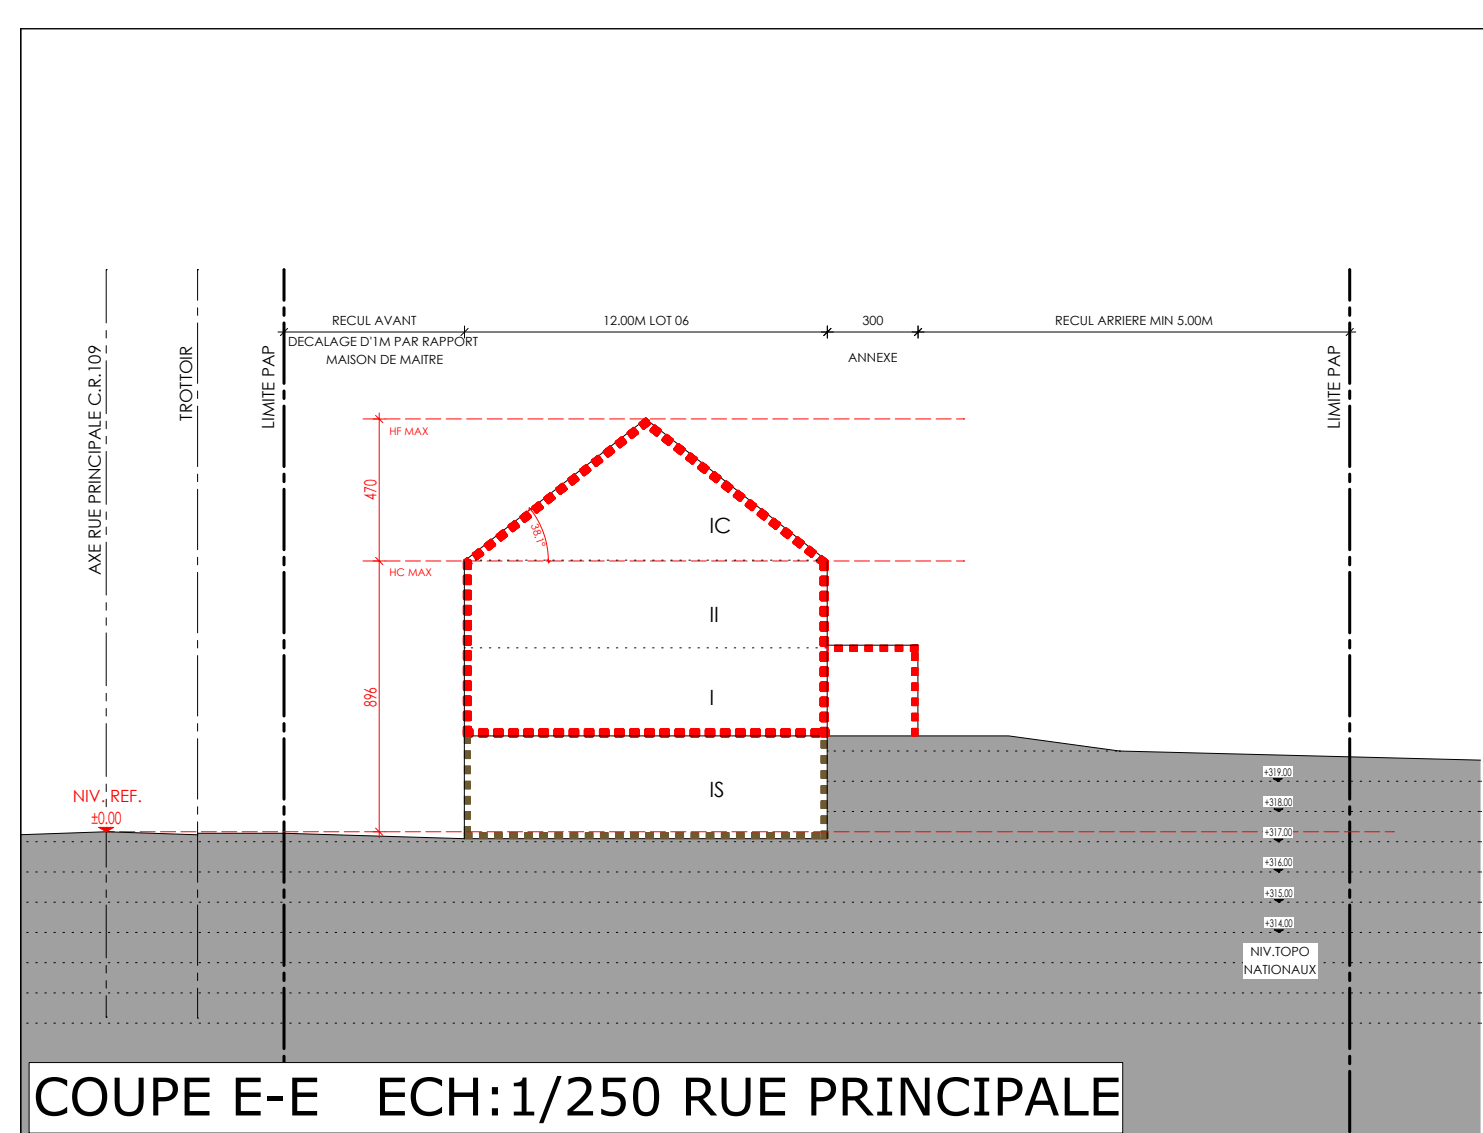 RECUL AVANT
12.00M LOT 06
300
RECUL ARRIERE MIN 5.00M
DECALAGE D'1M PAR RAPPORT
MAISON DE MAITRE
ANNEXE
AXE RUE PRINCIPALE C.R.109
TROTTOIR
LIMITE PAP
LIMITE PAP
HF MAX
470
38.1°
IC
HC MAX
II
896
I
IS
NIV. REF.
±0.00
+319.00
+318.00
+317.00
+316.00
+315.00
+314.00
NIV.TOPO
NATIONAUX
COUPE E-E ECH:1/250 RUE PRINCIPALE